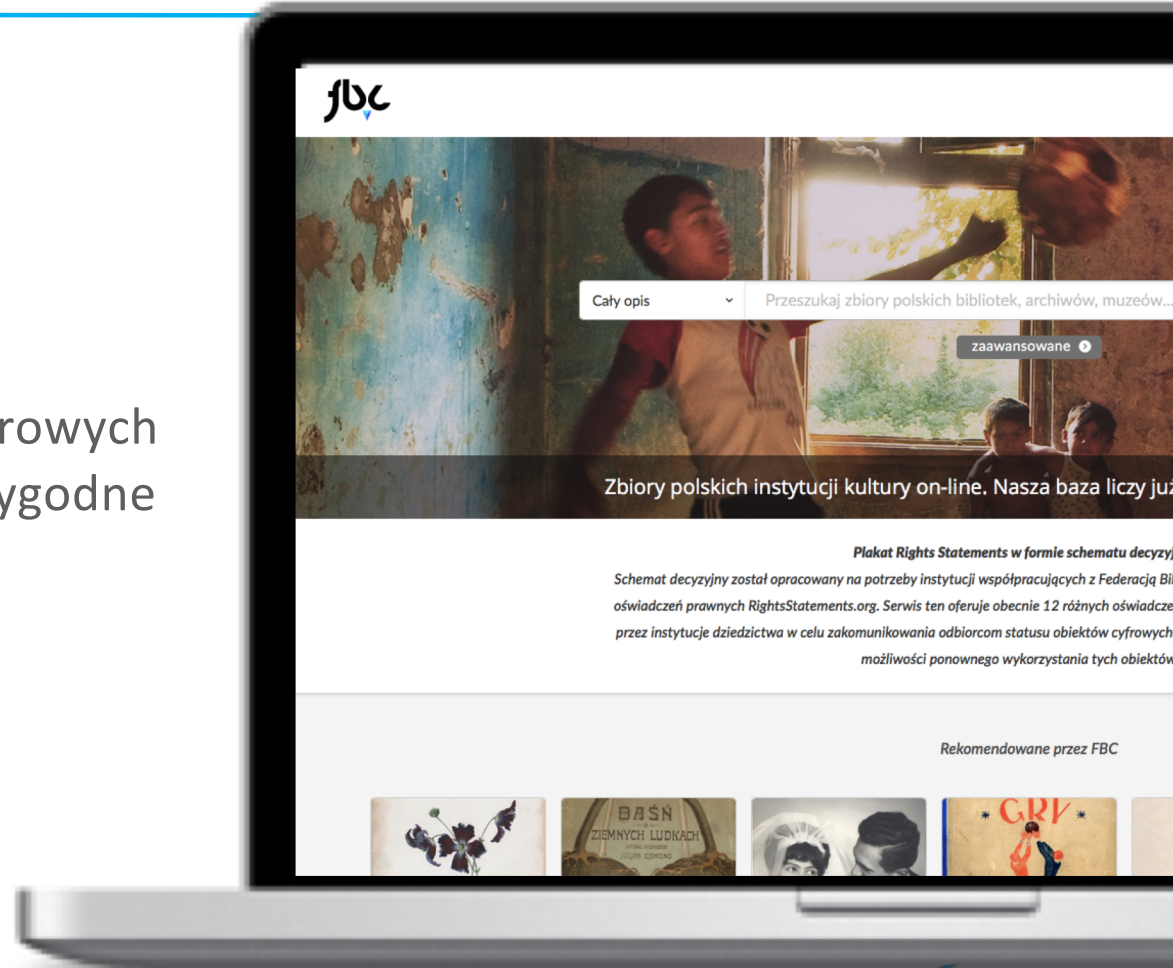 rowych
ygodne
fbc
Cały opis
Przeszukaj zbiory polskich bibliotek, archiwów, muzeów...
zaawansowane
Zbiory polskich instytucji kultury on-line. Nasza baza liczy już
Plakat Rights Statements w formie schematu decyzyj
Schemat decyzyjny został opracowany na potrzeby instytucji współpracujących z Federacją Bi
oświadczeń prawnych RightsStatements.org. Serwis ten oferuje obecnie 12 różnych oświadcze
przez instytucje dziedzictwa w celu zakomunikowania odbiorcom statusu obiektów cyfrowych
możliwości ponownego wykorzystania tych obiektów
Rekomendowane przez FBC
BAŚŃ
O
ZIEMNYCH LUDKACH
JULJAN EJSMOND
GRY